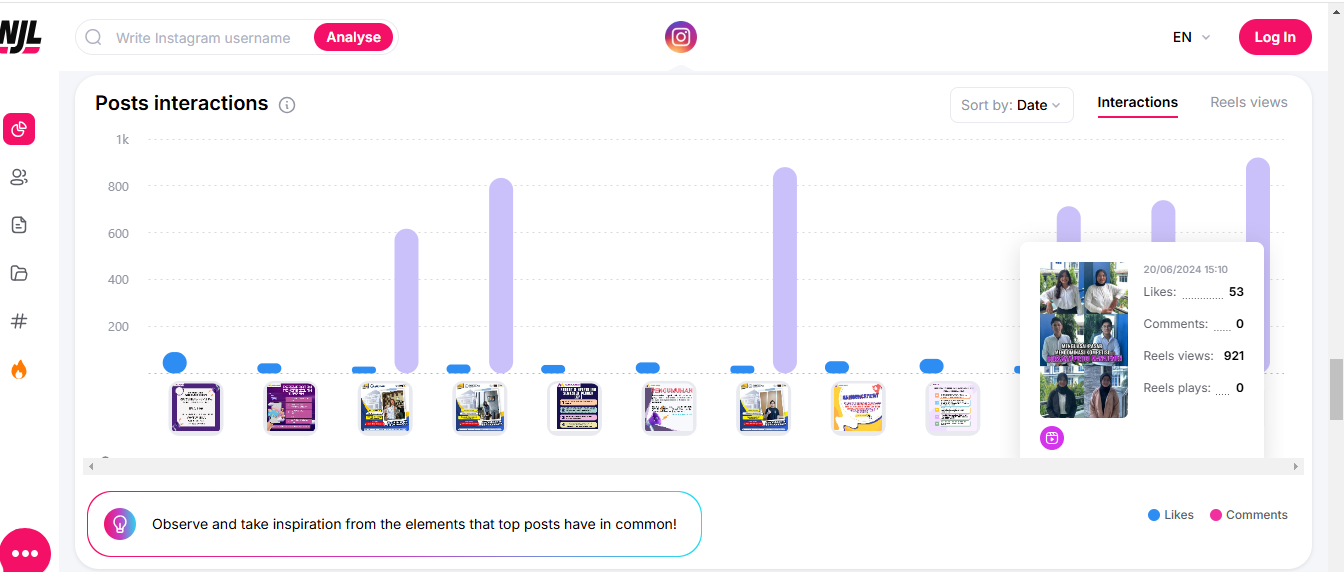 NJL
Write Instagram username
Analyse
EN
Log In
Posts interactions
Sort by: Date
Interactions
Reels views
1k
800
600
400
200
20/06/2024 15:10
Likes: 53
Comments: 0
Reels views: 921
Reels plays: 0
PENGUMUMAN
Observe and take inspiration from the elements that top posts have in common!
Likes
Comments